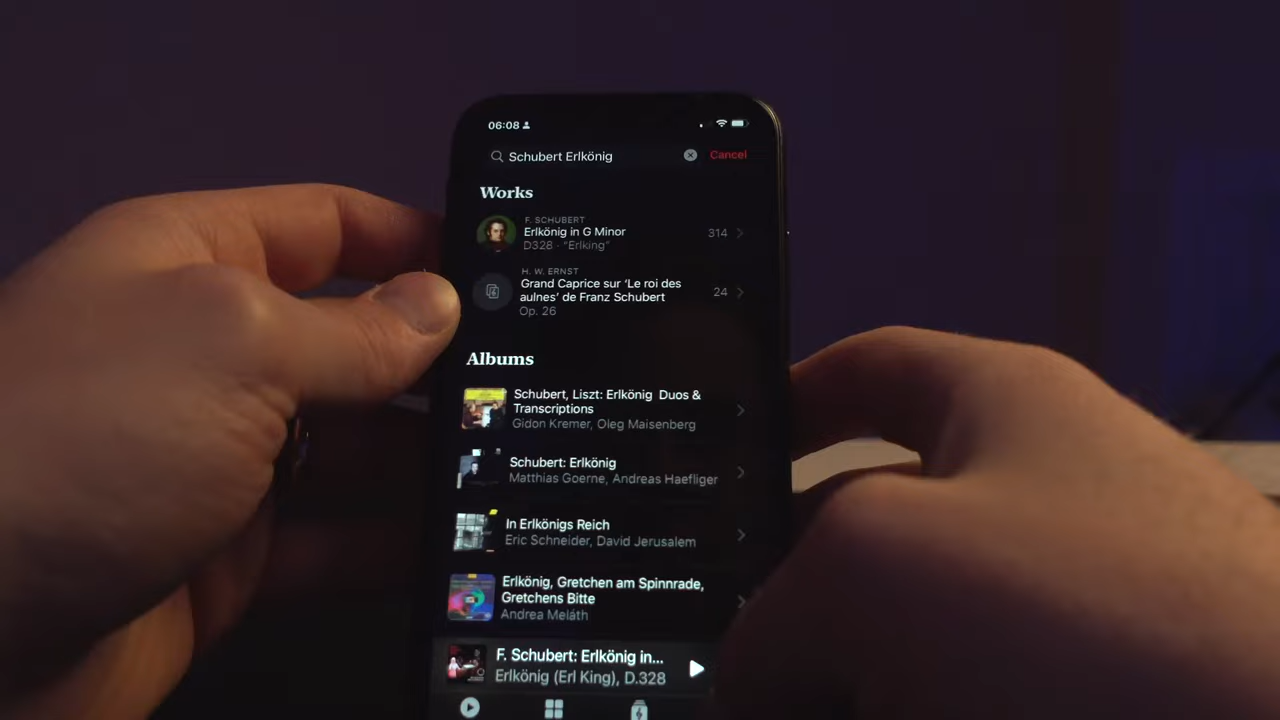 06:08
Schubert Erlkönig
Cancel
Works
F. SCHUBERT
Erlkönig in G Minor
314
D328 · “Erlking”
H. W. ERNST
Grand Caprice sur ‘Le roi des
aulnes’ de Franz Schubert
24
Op. 26
Albums
Schubert, Liszt: Erlkönig Duos &
Transcriptions
Gidon Kremer, Oleg Maisenberg
Schubert: Erlkönig
Matthias Goerne, Andreas Haefliger
In Erlkönigs Reich
Eric Schneider, David Jerusalem
Erlkönig, Gretchen am Spinnrade,
Gretchens Bitte
Andrea Meláth
F. Schubert: Erlkönig in...
Erlkönig (Erl King), D.328